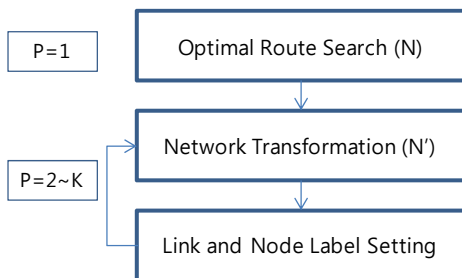 P=1
Optimal Route Search (N)
Network Transformation (N')
P=2~K
Link and Node Label Setting